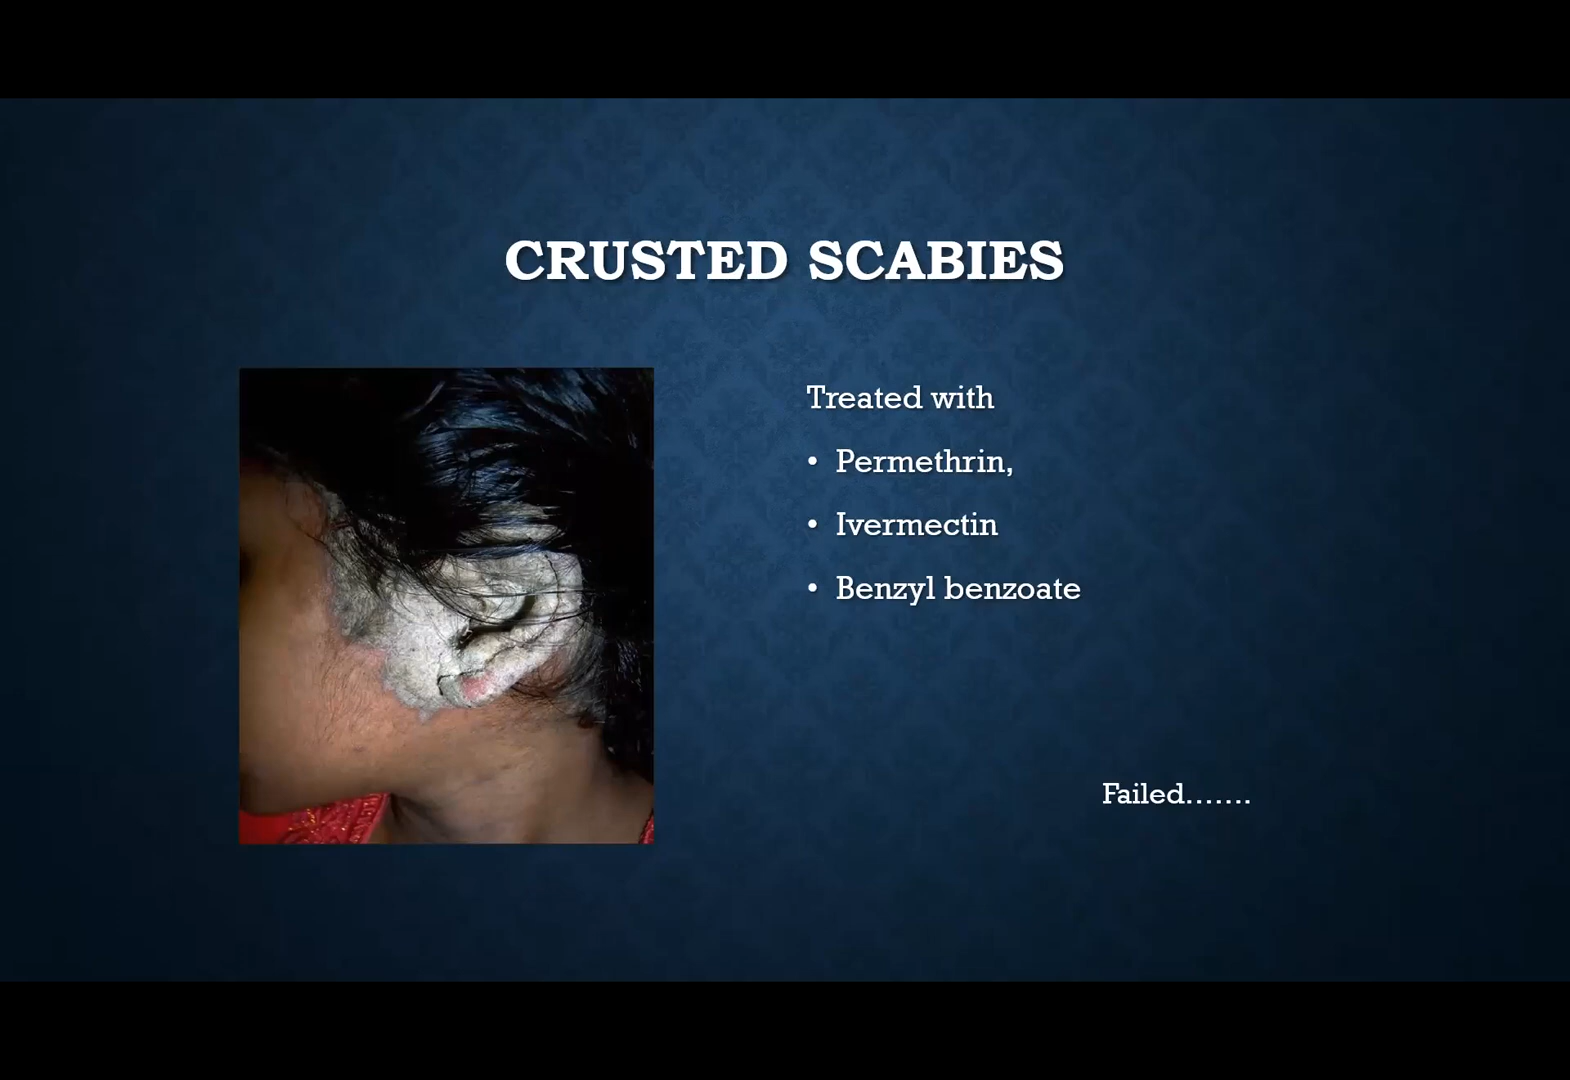 CRUSTED SCABIES
Treated with
• Permethrin,
• Ivermectin
• Benzyl benzoate
Failed.......